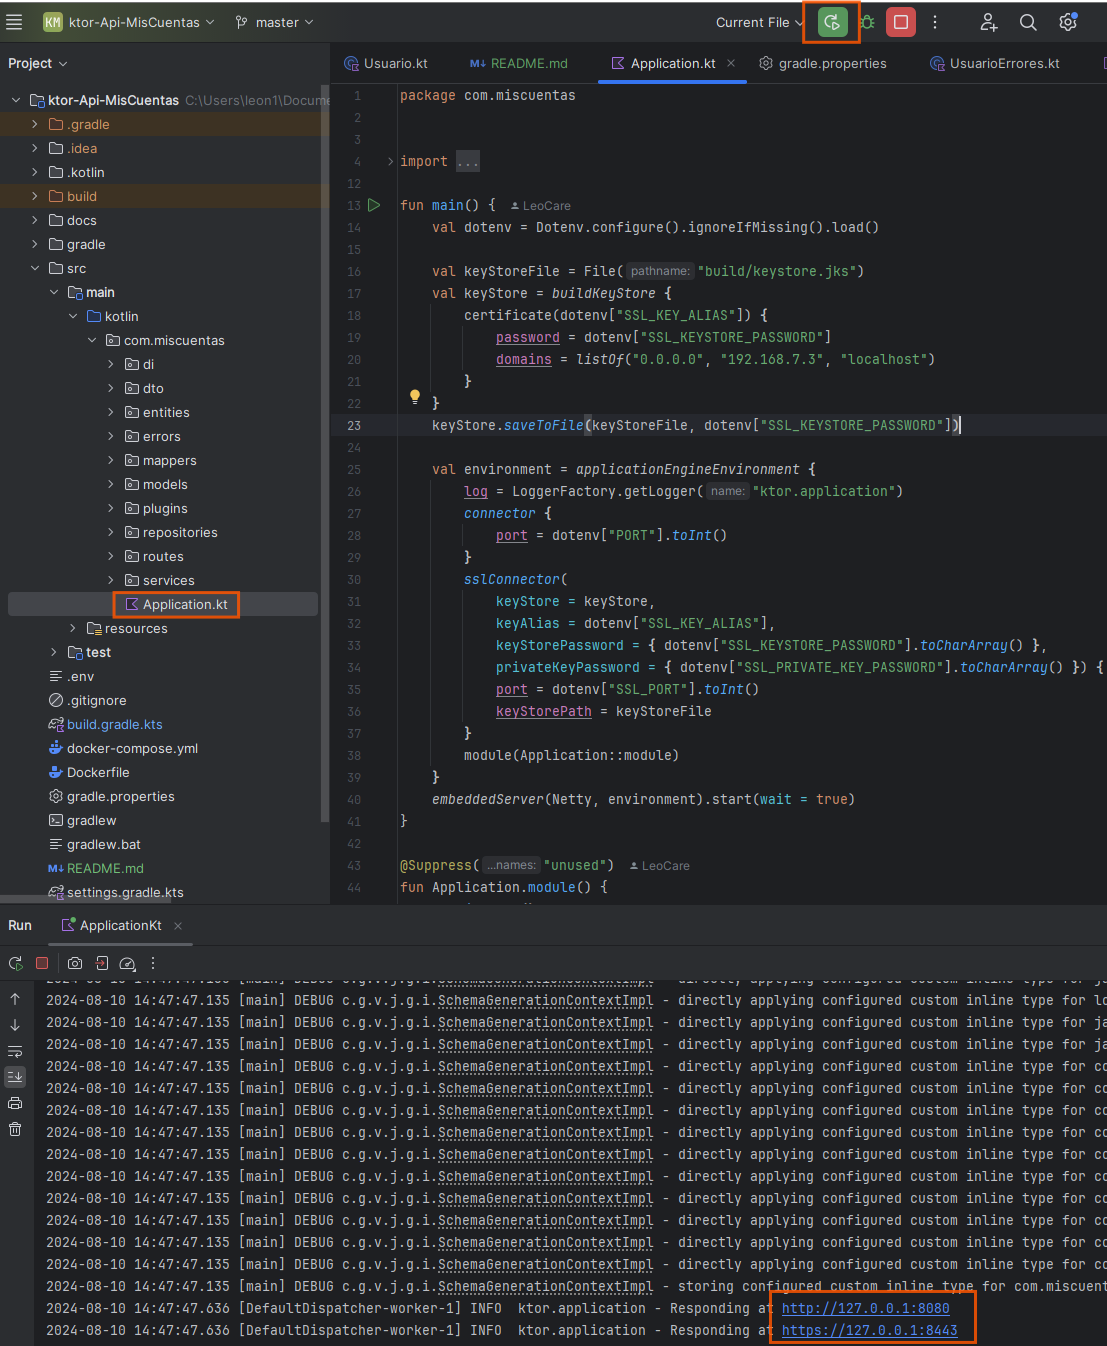 KM ktor-Api-MisCuentas master Current File
Project
Usuario.kt README.md Application.kt gradle.properties UsuarioErrores.kt
ktor-Api-MisCuentas C:\Users\leon1\Docume
.gradle
.idea
.kotlin
build
docs
gradle
src
main
kotlin
com.miscuentas
di
dto
entities
errors
mappers
models
plugins
repositories
routes
services
Application.kt
resources
test
.env
.gitignore
build.gradle.kts
docker-compose.yml
Dockerfile
gradle.properties
gradlew
gradlew.bat
README.md
settings.gradle.kts
1 package com.miscuentas
2
3
4 import ...
12
13 fun main() { LeoCare
14 val dotenv = Dotenv.configure().ignoreIfMissing().load()
15
16 val keyStoreFile = File( pathname: "build/keystore.jks")
17 val keyStore = buildKeyStore {
18 certificate(dotenv["SSL_KEY_ALIAS"]) {
19 password = dotenv["SSL_KEYSTORE_PASSWORD"]
20 domains = listOf("0.0.0.0", "192.168.7.3", "localhost")
21 }
22 }
23 keyStore.saveToFile(keyStoreFile, dotenv["SSL_KEYSTORE_PASSWORD"])
24
25 val environment = applicationEngineEnvironment {
26 log = LoggerFactory.getLogger( name: "ktor.application")
27 connector {
28 port = dotenv["PORT"].toInt()
29 }
30 sslConnector(
31 keyStore = keyStore,
32 keyAlias = dotenv["SSL_KEY_ALIAS"],
33 keyStorePassword = { dotenv["SSL_KEYSTORE_PASSWORD"].toCharArray() },
34 privateKeyPassword = { dotenv["SSL_PRIVATE_KEY_PASSWORD"].toCharArray() }) {
35 port = dotenv["SSL_PORT"].toInt()
36 keyStorePath = keyStoreFile
37 }
38 module(Application::module)
39 }
40 embeddedServer(Netty, environment).start(wait = true)
41 }
42
43 @Suppress( ...names: "unused") LeoCare
44 fun Application.module() {
Run ApplicationKt
2024-08-10 14:47:47.135 [main] DEBUG c.g.v.j.g.i.SchemaGenerationContextImpl - directly applying configured custom inline type for ja
2024-08-10 14:47:47.135 [main] DEBUG c.g.v.j.g.i.SchemaGenerationContextImpl - directly applying configured custom inline type for lo
2024-08-10 14:47:47.135 [main] DEBUG c.g.v.j.g.i.SchemaGenerationContextImpl - directly applying configured custom inline type for ja
2024-08-10 14:47:47.135 [main] DEBUG c.g.v.j.g.i.SchemaGenerationContextImpl - directly applying configured custom inline type for ja
2024-08-10 14:47:47.135 [main] DEBUG c.g.v.j.g.i.SchemaGenerationContextImpl - directly applying configured custom inline type for co
2024-08-10 14:47:47.135 [main] DEBUG c.g.v.j.g.i.SchemaGenerationContextImpl - directly applying configured custom inline type for co
2024-08-10 14:47:47.135 [main] DEBUG c.g.v.j.g.i.SchemaGenerationContextImpl - directly applying configured custom inline type for co
2024-08-10 14:47:47.135 [main] DEBUG c.g.v.j.g.i.SchemaGenerationContextImpl - directly applying configured custom inline type for co
2024-08-10 14:47:47.135 [main] DEBUG c.g.v.j.g.i.SchemaGenerationContextImpl - directly applying configured custom inline type for co
2024-08-10 14:47:47.135 [main] DEBUG c.g.v.j.g.i.SchemaGenerationContextImpl - directly applying configured custom inline type for co
2024-08-10 14:47:47.135 [main] DEBUG c.g.v.j.g.i.SchemaGenerationContextImpl - directly applying configured custom inline type for co
2024-08-10 14:47:47.135 [main] DEBUG c.g.v.j.g.i.SchemaGenerationContextImpl - directly applying configured custom inline type for co
2024-08-10 14:47:47.135 [main] DEBUG c.g.v.j.g.i.SchemaGenerationContextImpl - directly applying configured custom inline type for co
2024-08-10 14:47:47.135 [main] DEBUG c.g.v.j.g.i.SchemaGenerationContextImpl - directly applying configured custom inline type for co
2024-08-10 14:47:47.135 [main] DEBUG c.g.v.j.g.i.SchemaGenerationContextImpl - storing configured custom inline type for com.miscuent
2024-08-10 14:47:47.636 [DefaultDispatcher-worker-1] INFO ktor.application - Responding at http://127.0.0.1:8080
2024-08-10 14:47:47.636 [DefaultDispatcher-worker-1] INFO ktor.application - Responding at https://127.0.0.1:8443